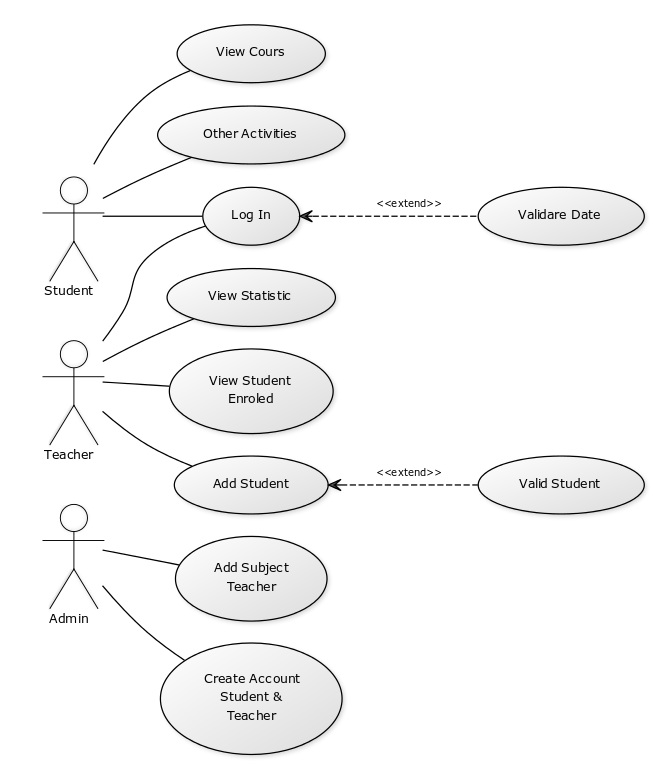 View Cours
Other Activities
Log In
<<extend>>
Validare Date
Student
View Statistic
View Student
Enroled
Teacher
Add Student
<<extend>>
Valid Student
Add Subject
Teacher
Admin
Create Account
Student &
Teacher